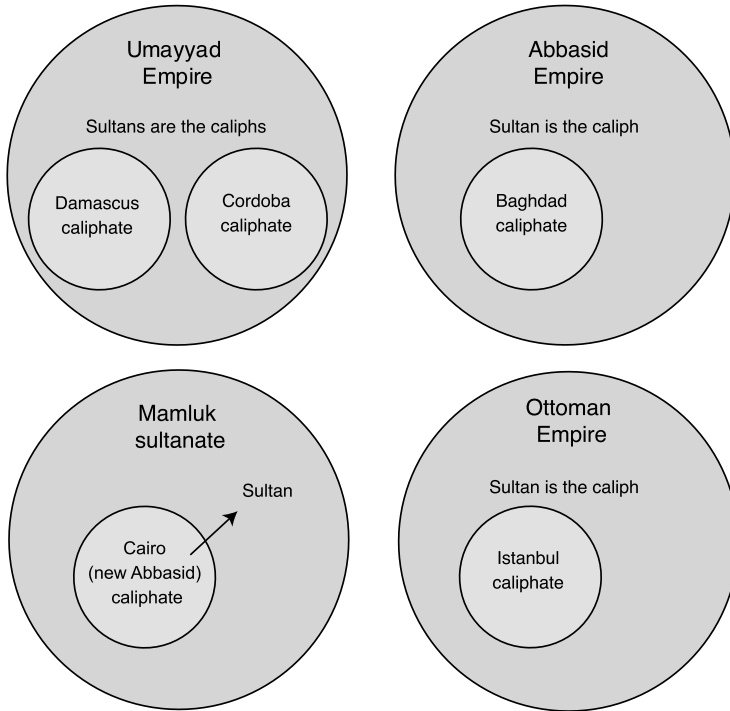 Umayyad
Empire
Sultans are the caliphs
Damascus
caliphate
Cordoba
caliphate
Abbasid
Empire
Sultan is the caliph
Baghdad
caliphate
Mamluk
sultanate
Sultan
Cairo
(new Abbasid)
caliphate
Ottoman
Empire
Sultan is the caliph
Istanbul
caliphate